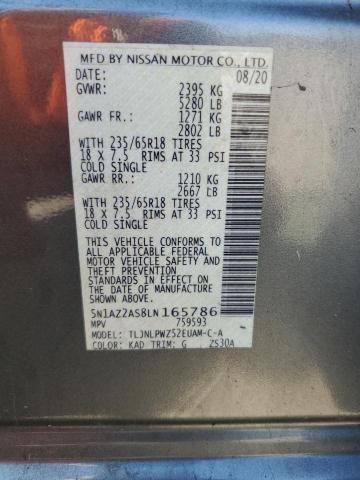 MFD BY NISSAN MOTOR CO., LTD.
DATE: 08/20
GVWR: 2395 KG
5280 LB
GAWR FR.: 1271 KG
2802 LB
WITH 235/65R18 TIRES
18 X 7.5 RIMS AT 33 PSI
COLD SINGLE
GAWR RR.: 1210 KG
2667 LB
WITH 235/65R18 TIRES
18 X 7.5 RIMS AT 33 PSI
COLD SINGLE
THIS VEHICLE CONFORMS TO
ALL APPLICABLE FEDERAL
MOTOR VEHICLE SAFETY AND
THEFT PREVENTION
STANDARDS IN EFFECT ON
THE DATE OF MANUFACTURE
SHOWN ABOVE.
5N1AZ2AS8LN165786
MPV 759593
TYPE: TLJNLPWZ52EUAM-C-A
COLOR: KAD TRIM: G ZS30A